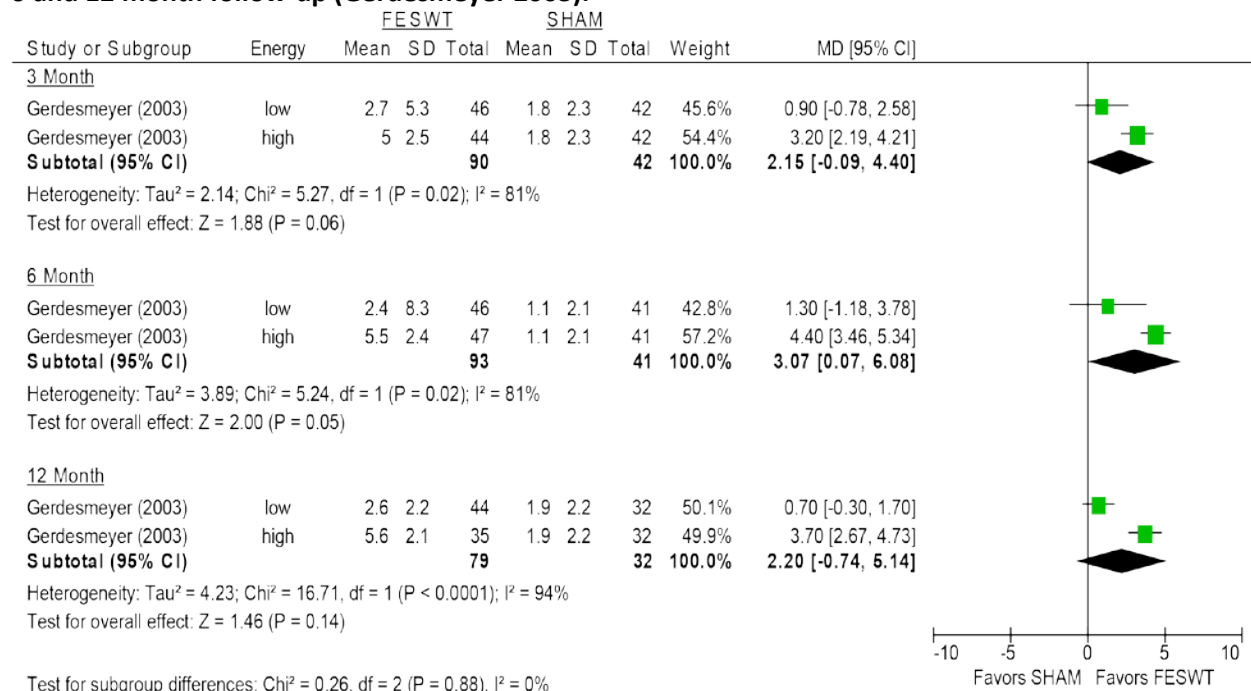 6 and 12 month follow-up (Gerdessmeyer 2003).
FESWT SHAM
Study or Subgroup Energy Mean SD Total Mean SD Total Weight MD [95% CI]
3 Month
Gerdesmeyer (2003) low 2.7 5.3 46 1.8 2.3 42 45.6% 0.90 [-0.78, 2.58]
Gerdesmeyer (2003) high 5 2.5 44 1.8 2.3 42 54.4% 3.20 [2.19, 4.21]
Subtotal (95% CI) 90 42 100.0% 2.15 [-0.09, 4.40]
Heterogeneity: Tau² = 2.14; Chi² = 5.27, df = 1 (P = 0.02); I² = 81%
Test for overall effect: Z = 1.88 (P = 0.06)
6 Month
Gerdesmeyer (2003) low 2.4 8.3 46 1.1 2.1 41 42.8% 1.30 [-1.18, 3.78]
Gerdesmeyer (2003) high 5.5 2.4 47 1.1 2.1 41 57.2% 4.40 [3.46, 5.34]
Subtotal (95% CI) 93 41 100.0% 3.07 [0.07, 6.08]
Heterogeneity: Tau² = 3.89; Chi² = 5.24, df = 1 (P = 0.02); I² = 81%
Test for overall effect: Z = 2.00 (P = 0.05)
12 Month
Gerdesmeyer (2003) low 2.6 2.2 44 1.9 2.2 32 50.1% 0.70 [-0.30, 1.70]
Gerdesmeyer (2003) high 5.6 2.1 35 1.9 2.2 32 49.9% 3.70 [2.67, 4.73]
Subtotal (95% CI) 79 32 100.0% 2.20 [-0.74, 5.14]
Heterogeneity: Tau² = 4.23; Chi² = 16.71, df = 1 (P < 0.0001); I² = 94%
Test for overall effect: Z = 1.46 (P = 0.14)
-10 -5 0 5 10
Favors SHAM Favors FESWT
Test for subgroup differences: Chi² = 0.26, df = 2 (P = 0.88), I² = 0%